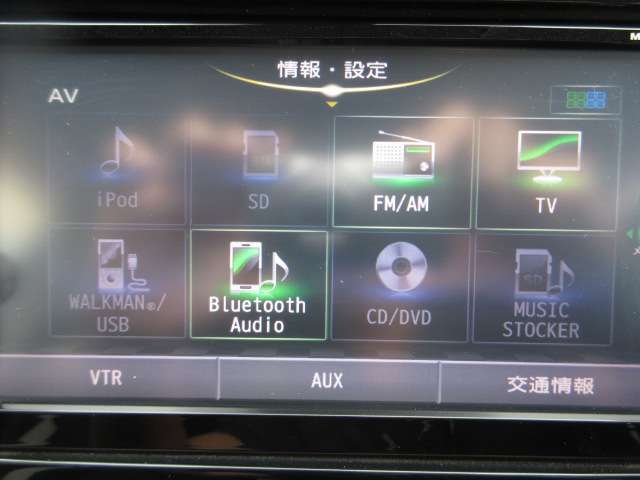 情報・設定
AV
iPod
SD
FM/AM
TV
WALKMAN®/
USB
Bluetooth
Audio
CD/DVD
SD
MUSIC
STOCKER
VTR
AUX
交通情報